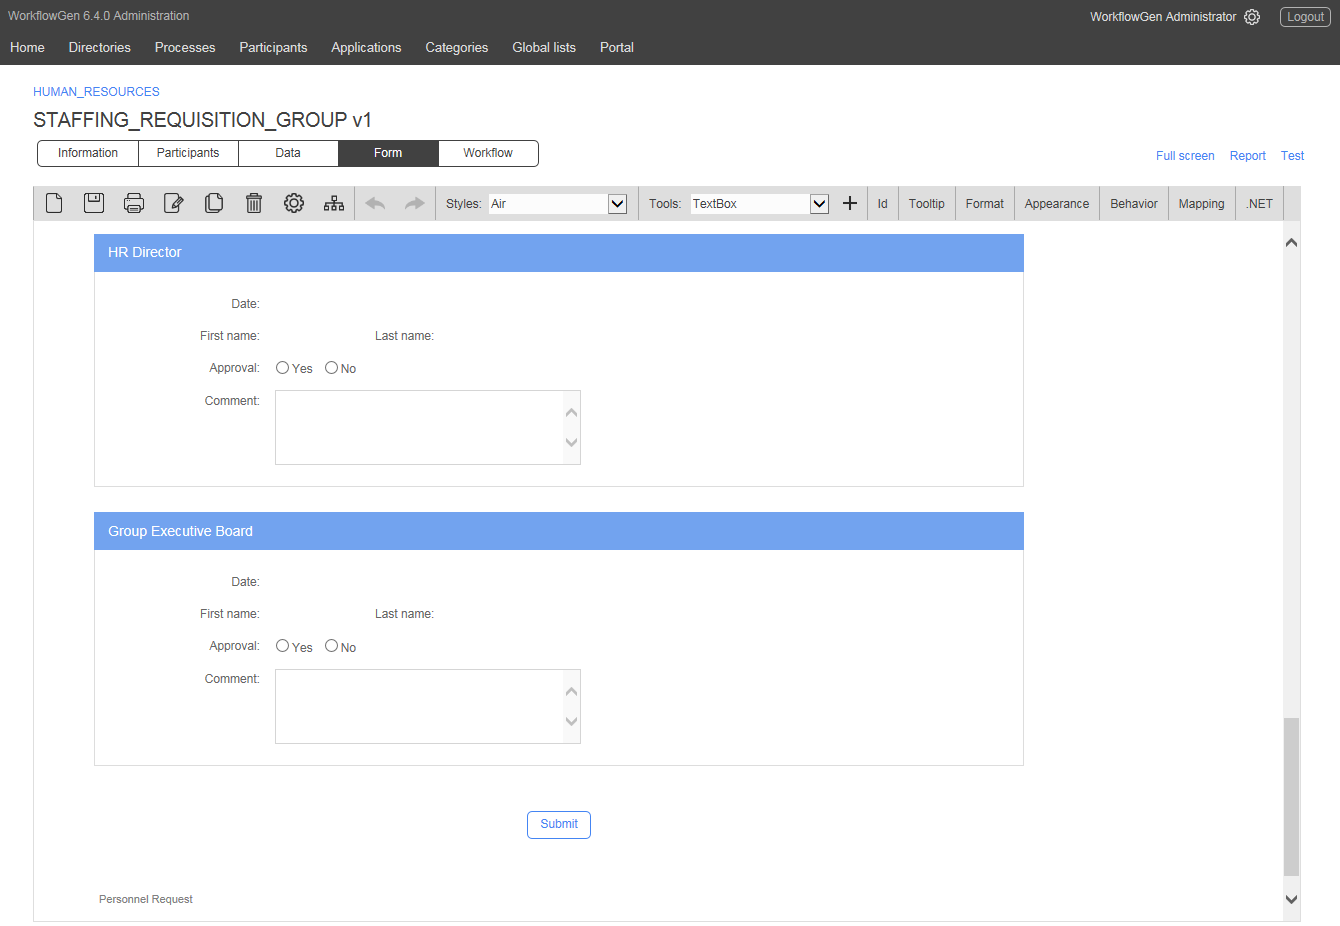 WorkflowGen 6.4.0 Administration
WorkflowGen Administrator Logout
Home Directories Processes Participants Applications Categories Global lists Portal
HUMAN_RESOURCES
STAFFING_REQUISITION_GROUP v1
Information Participants Data Form Workflow
Full screen Report Test
Styles: Air Tools: TextBox Id Tooltip Format Appearance Behavior Mapping .NET
HR Director
Date:
First name: Last name:
Approval: Yes No
Comment:
Group Executive Board
Date:
First name: Last name:
Approval: Yes No
Comment:
Submit
Personnel Request